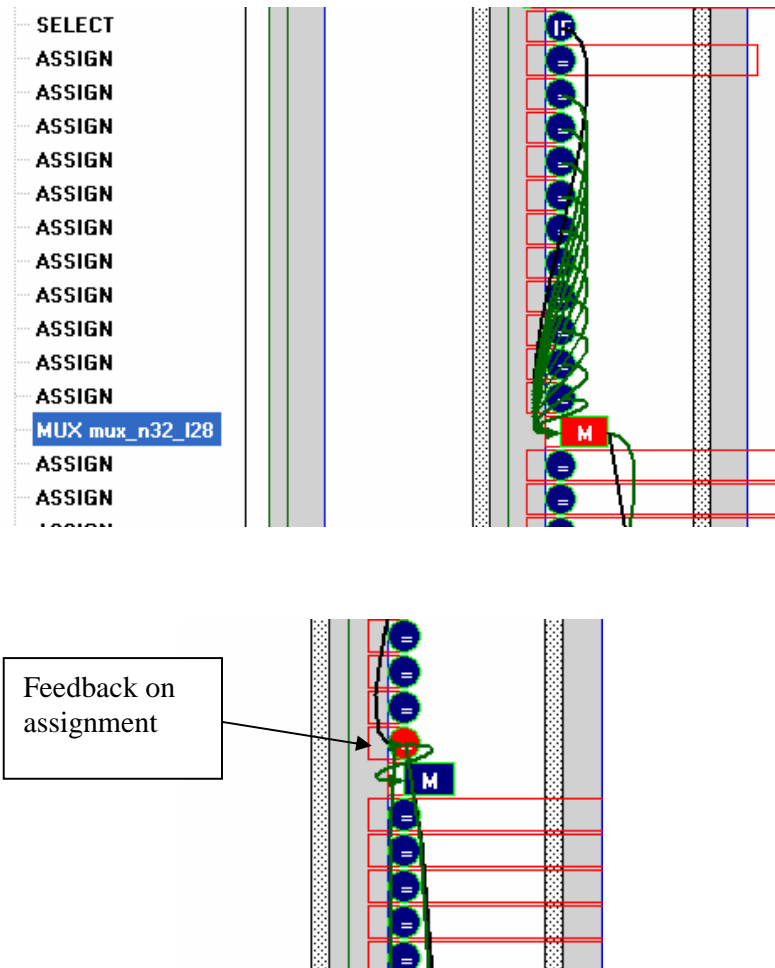 SELECT
IF
ASSIGN
=
ASSIGN
=
ASSIGN
=
ASSIGN
=
ASSIGN
=
ASSIGN
=
ASSIGN
ASSIGN
ASSIGN
=
ASSIGN
=
ASSIGN
=
MUX mux_n32_l28
M
ASSIGN
=
ASSIGN
=
ASSIGN
=
=
=
Feedback on
assignment
M
=
=
=
=
=